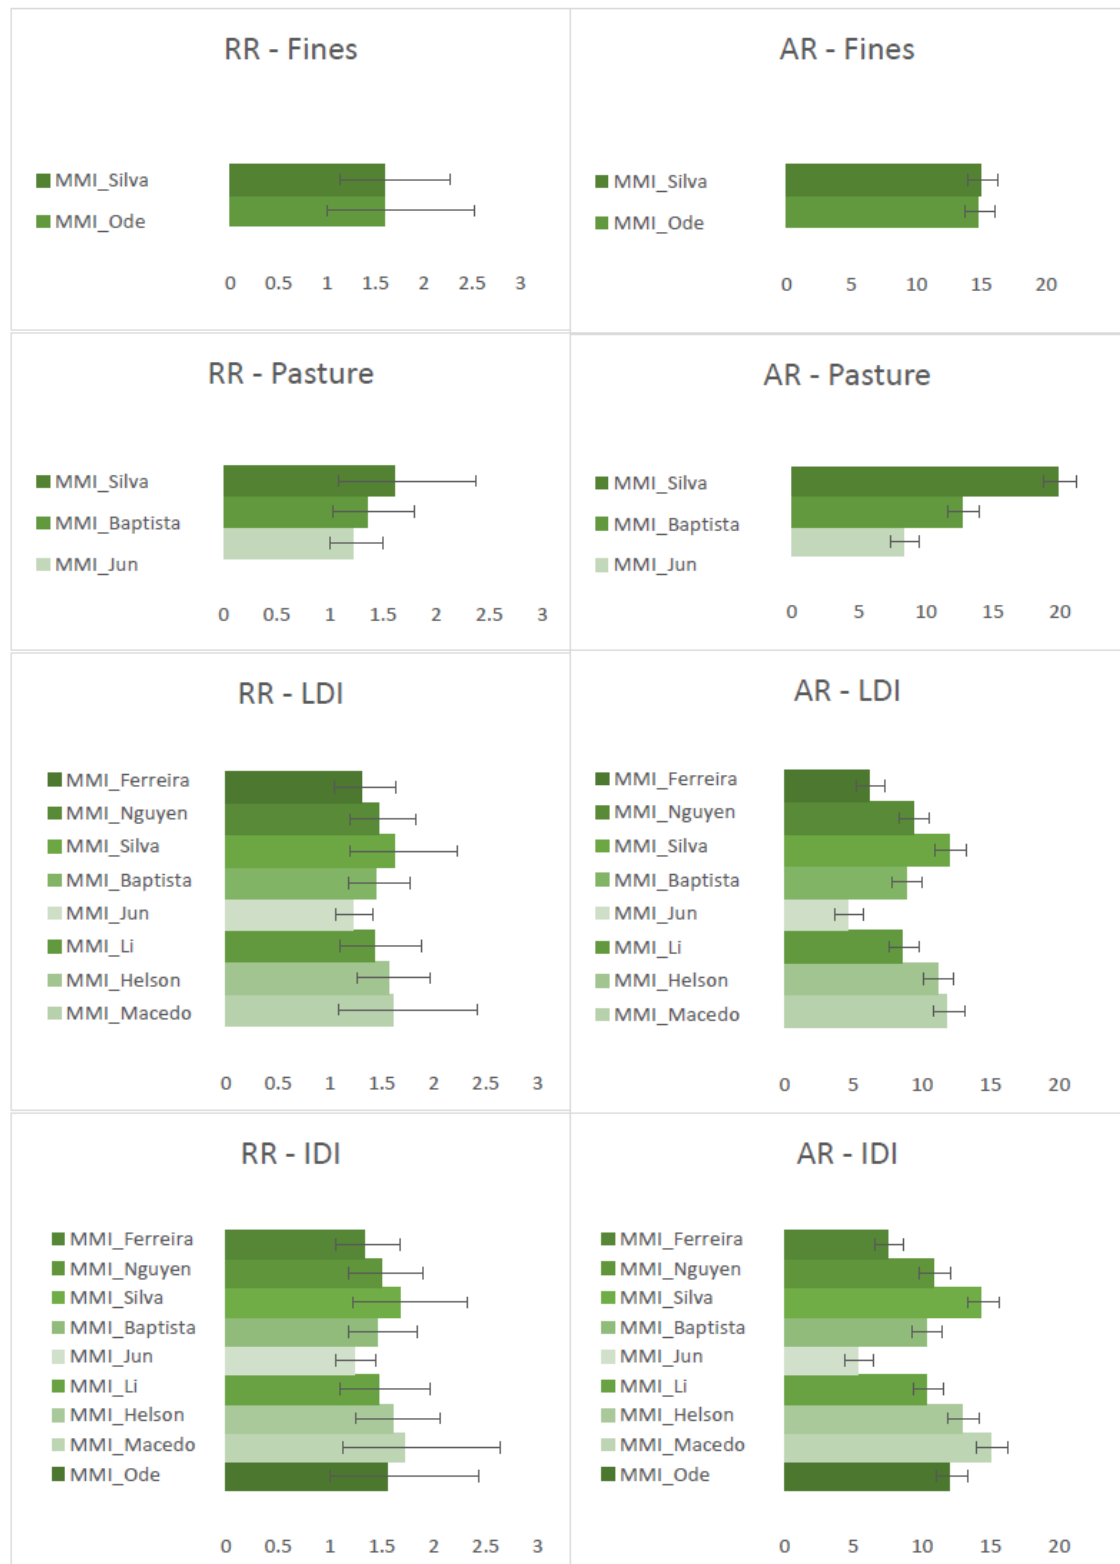 RR - Fines
MMI_Silva
MMI_Ode
0 0.5 1 1.5 2 2.5 3
AR - Fines
MMI_Silva
MMI_Ode
0 5 10 15 20
RR - Pasture
MMI_Silva
MMI_Baptista
MMI_Jun
0 0.5 1 1.5 2 2.5 3
AR - Pasture
MMI_Silva
MMI_Baptista
MMI_Jun
0 5 10 15 20
RR - LDI
MMI_Ferreira
MMI_Nguyen
MMI_Silva
MMI_Baptista
MMI_Jun
MMI_Li
MMI_Helson
MMI_Macedo
0 0.5 1 1.5 2 2.5 3
AR - LDI
MMI_Ferreira
MMI_Nguyen
MMI_Silva
MMI_Baptista
MMI_Jun
MMI_Li
MMI_Helson
MMI_Macedo
0 5 10 15 20
RR - IDI
MMI_Ferreira
MMI_Nguyen
MMI_Silva
MMI_Baptista
MMI_Jun
MMI_Li
MMI_Helson
MMI_Macedo
MMI_Ode
0 0.5 1 1.5 2 2.5 3
AR - IDI
MMI_Ferreira
MMI_Nguyen
MMI_Silva
MMI_Baptista
MMI_Jun
MMI_Li
MMI_Helson
MMI_Macedo
MMI_Ode
0 5 10 15 20